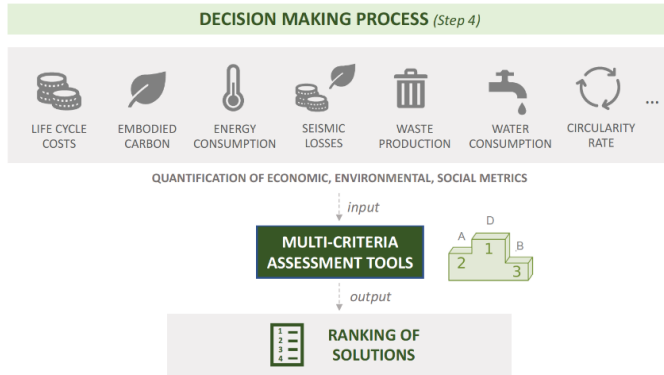 DECISION MAKING PROCESS (Step 4)
LIFE CYCLE
COSTS
EMBODIED
CARBON
ENERGY
CONSUMPTION
SEISMIC
LOSSES
WASTE
PRODUCTION
WATER
CONSUMPTION
CIRCULARITY
RATE
...
QUANTIFICATION OF ECONOMIC, ENVIRONMENTAL, SOCIAL METRICS
input
MULTI-CRITERIA
ASSESSMENT TOOLS
D
A
B
1
2
3
output
1
2
3
4
RANKING OF
SOLUTIONS